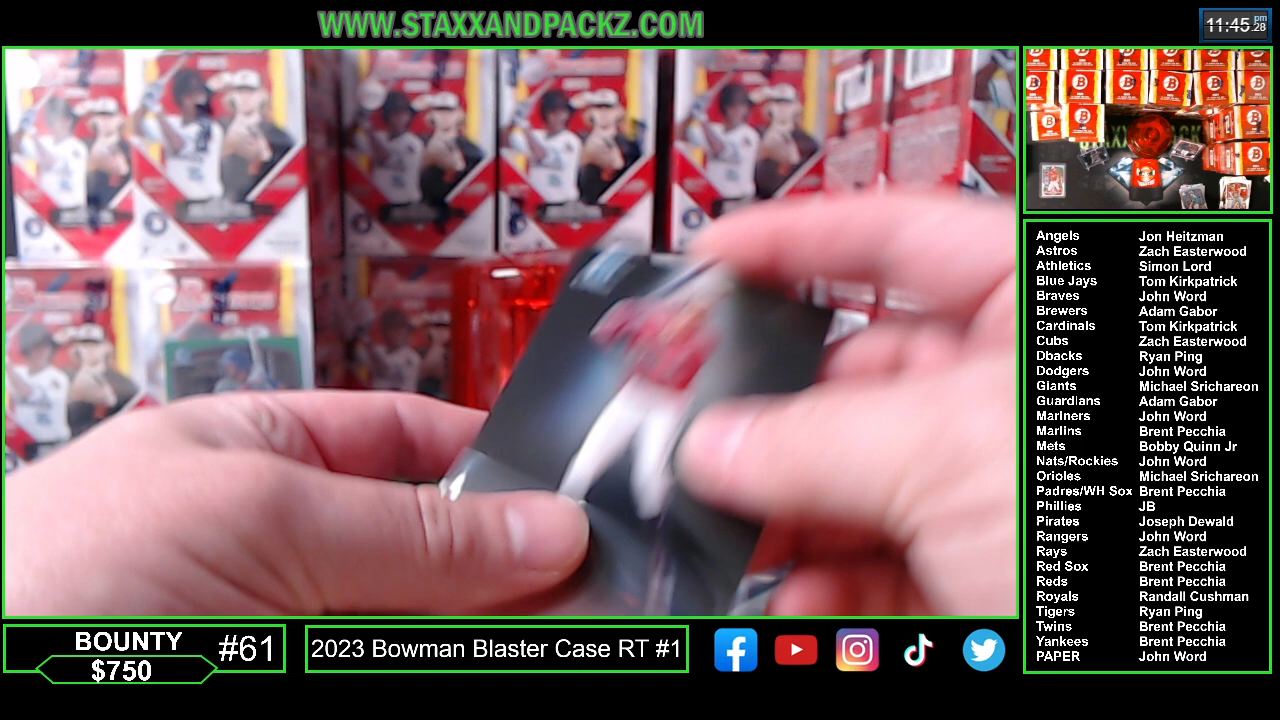 WWW.STAXXANDPACKZ.COM
11:45 pm
28
Angels Jon Heitzman
Astros Zach Easterwood
Athletics Simon Lord
Blue Jays Tom Kirkpatrick
Braves John Word
Brewers Adam Gabor
Cardinals Tom Kirkpatrick
Cubs Zach Easterwood
Dbacks Ryan Ping
Dodgers John Word
Giants Michael Srichareon
Guardians Adam Gabor
Mariners John Word
Marlins Brent Pecchia
Mets Bobby Quinn Jr
Nats/Rockies John Word
Orioles Michael Srichareon
Padres/WH Sox Brent Pecchia
Phillies JB
Pirates Joseph Dewald
Rangers John Word
Rays Zach Easterwood
Red Sox Brent Pecchia
Reds Brent Pecchia
Royals Randall Cushman
Tigers Ryan Ping
Twins Brent Pecchia
Yankees Brent Pecchia
PAPER John Word
BOUNTY #61
$750
2023 Bowman Blaster Case RT #1